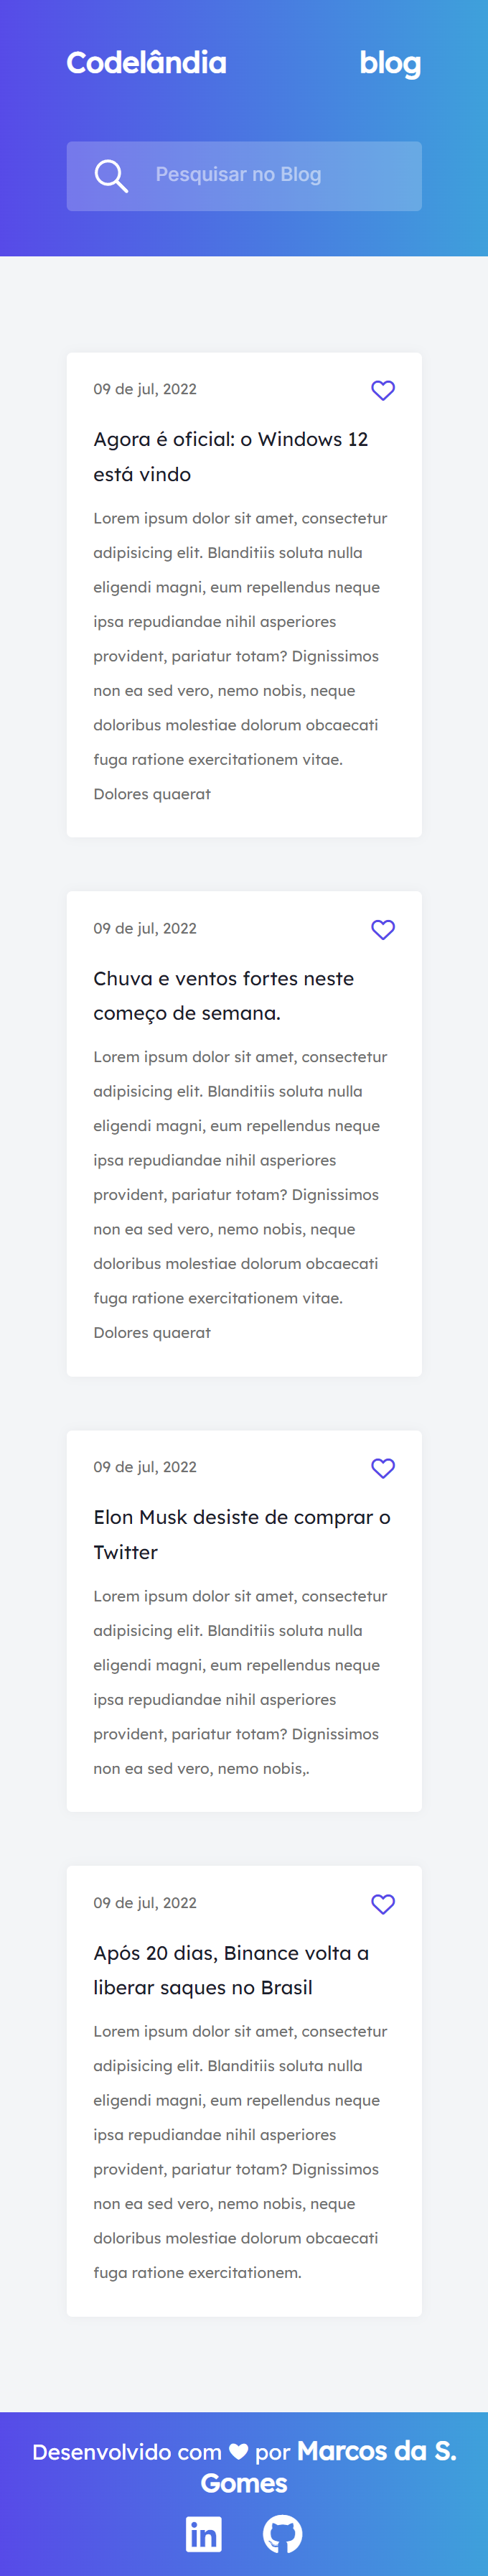 Codelândia blog
Pesquisar no Blog
09 de jul, 2022
Agora é oficial: o Windows 12
está vindo
Lorem ipsum dolor sit amet, consectetur
adipisicing elit. Blanditiis soluta nulla
eligendi magni, eum repellendus neque
ipsa repudiandae nihil asperiores
provident, pariatur totam? Dignissimos
non ea sed vero, nemo nobis, neque
doloribus molestiae dolorum obcaecati
fuga ratione exercitationem vitae.
Dolores quaerat
09 de jul, 2022
Chuva e ventos fortes neste
começo de semana.
Lorem ipsum dolor sit amet, consectetur
adipisicing elit. Blanditiis soluta nulla
eligendi magni, eum repellendus neque
ipsa repudiandae nihil asperiores
provident, pariatur totam? Dignissimos
non ea sed vero, nemo nobis, neque
doloribus molestiae dolorum obcaecati
fuga ratione exercitationem vitae.
Dolores quaerat
09 de jul, 2022
Elon Musk desiste de comprar o
Twitter
Lorem ipsum dolor sit amet, consectetur
adipisicing elit. Blanditiis soluta nulla
eligendi magni, eum repellendus neque
ipsa repudiandae nihil asperiores
provident, pariatur totam? Dignissimos
non ea sed vero, nemo nobis,.
09 de jul, 2022
Após 20 dias, Binance volta a
liberar saques no Brasil
Lorem ipsum dolor sit amet, consectetur
adipisicing elit. Blanditiis soluta nulla
eligendi magni, eum repellendus neque
ipsa repudiandae nihil asperiores
provident, pariatur totam? Dignissimos
non ea sed vero, nemo nobis, neque
doloribus molestiae dolorum obcaecati
fuga ratione exercitationem.
Desenvolvido com por Marcos da S.
Gomes
in